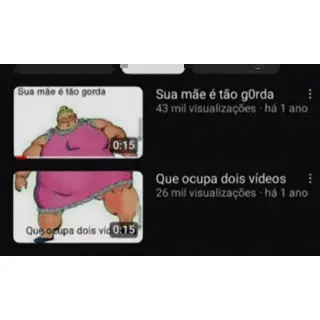 Sua mãe é tão gorda
0:15
Sua mãe é tão g0rda
43 mil visualizações · há 1 ano
Que ocupa dois víd
0:15
Que ocupa dois vídeos
26 mil visualizações · há 1 ano